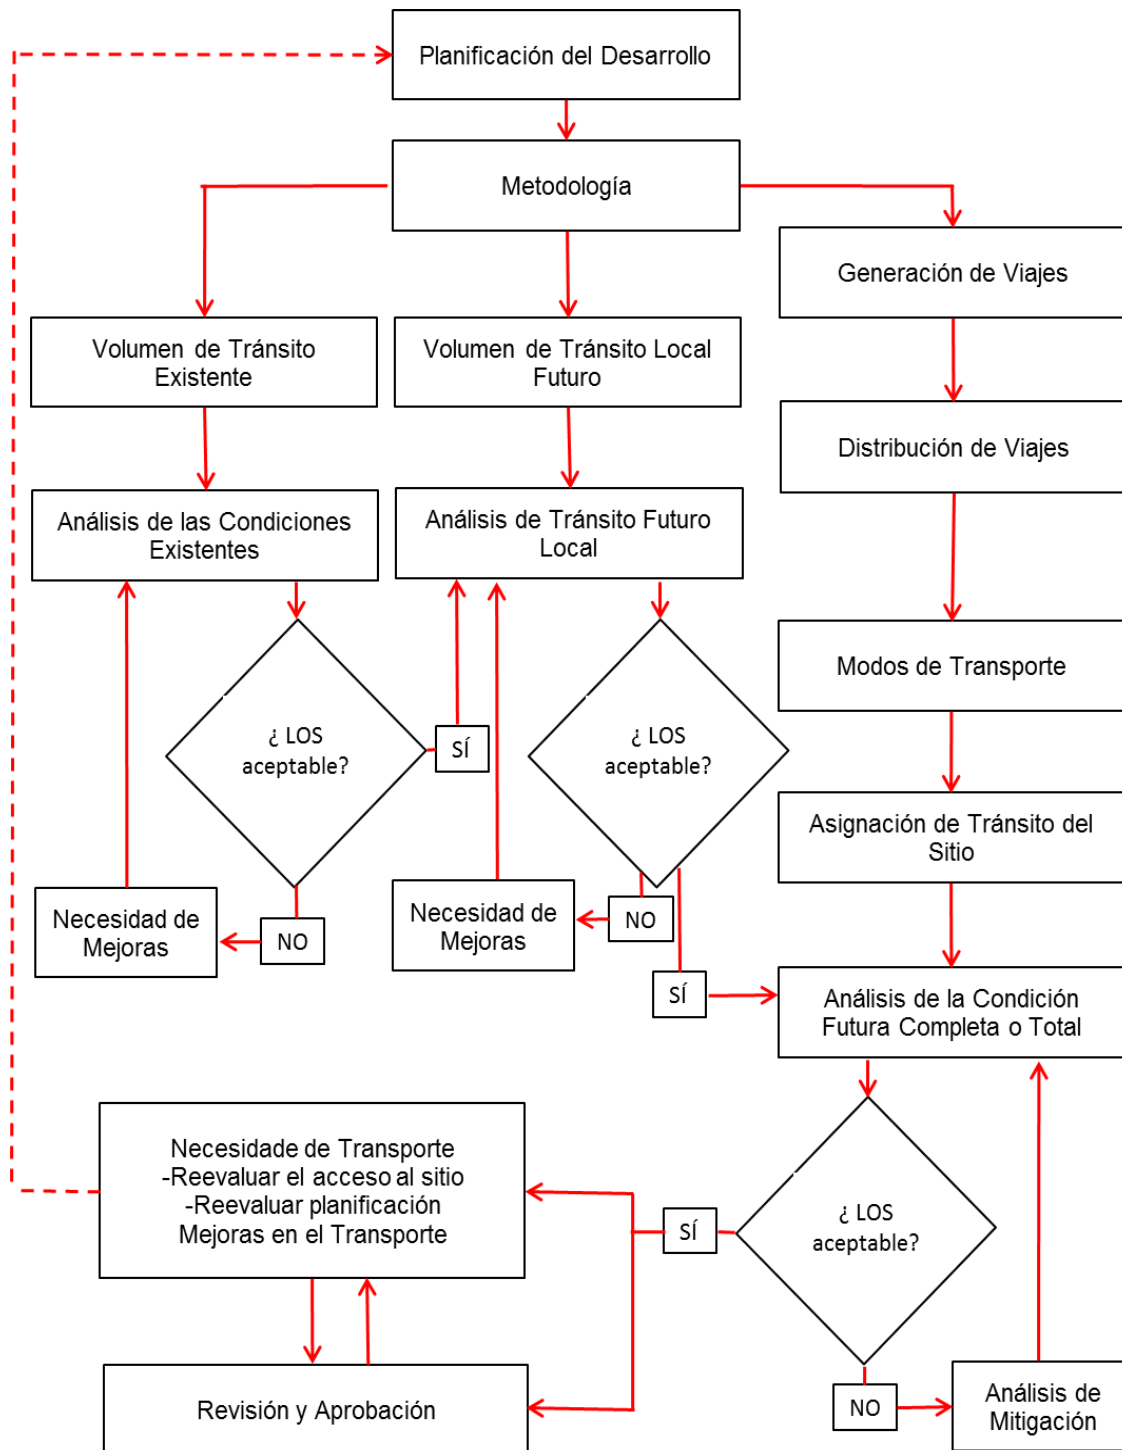 Planificación del Desarrollo
Metodología
Generación de Viajes
Volumen de Tránsito
Existente
Volumen de Tránsito Local
Futuro
Distribución de Viajes
Análisis de las Condiciones
Existentes
Análisis de Tránsito Futuro
Local
Modos de Transporte
¿ LOS
aceptable?
SÍ
¿ LOS
aceptable?
Asignación de Tránsito del
Sitio
Necesidad de
Mejoras
NO
Necesidad de
Mejoras
NO
SÍ
Análisis de la Condición
Futura Completa o Total
Necesidade de Transporte
-Reevaluar el acceso al sitio
-Reevaluar planificación
Mejoras en el Transporte
SÍ
¿ LOS
aceptable?
Revisión y Aprobación
NO
Análisis de
Mitigación